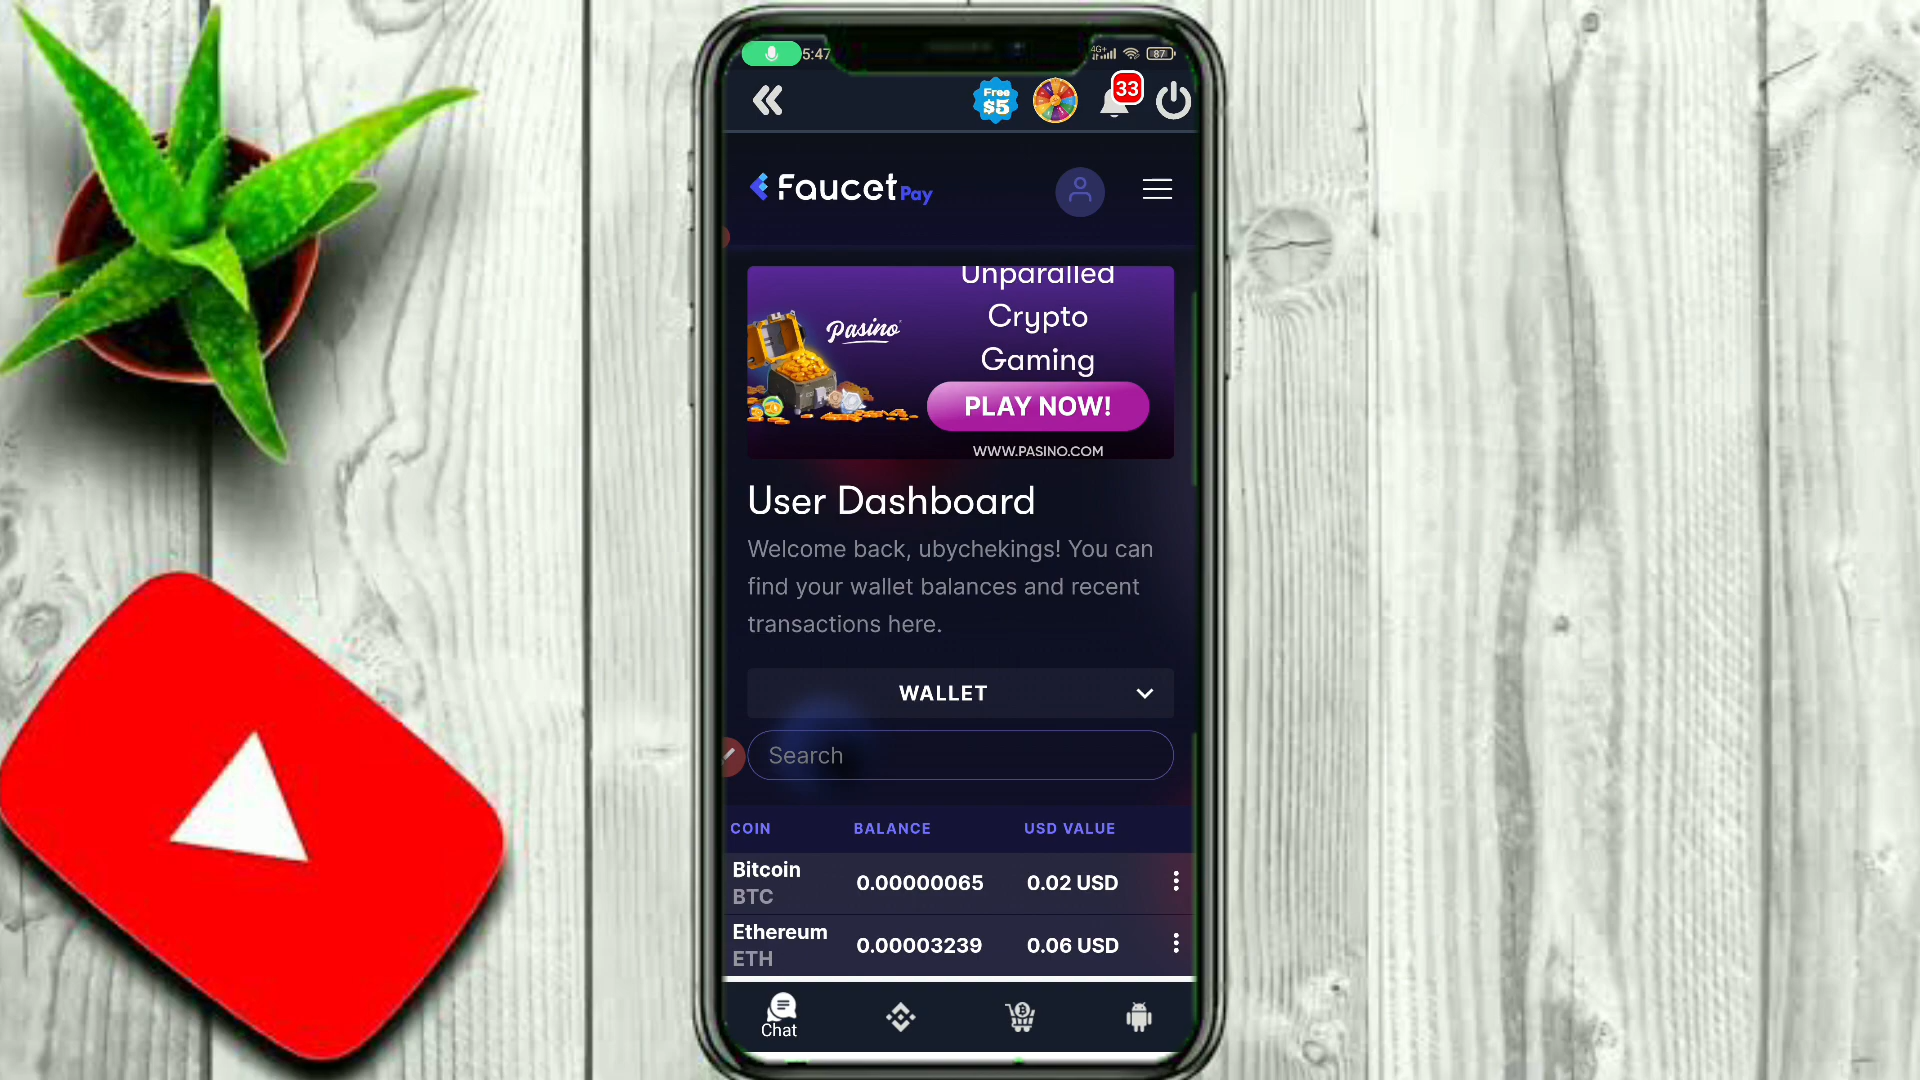 5:47
4G+
87
Free
$5
33
Faucet Pay
Unparalled
Crypto
Gaming
Pasino
PLAY NOW!
WWW.PASINO.COM
User Dashboard
Welcome back, ubychekings! You can
find your wallet balances and recent
transactions here.
WALLET
Search
COIN BALANCE USD VALUE
Bitcoin
BTC
0.00000065 0.02 USD
Ethereum
ETH
0.00003239 0.06 USD
Chat